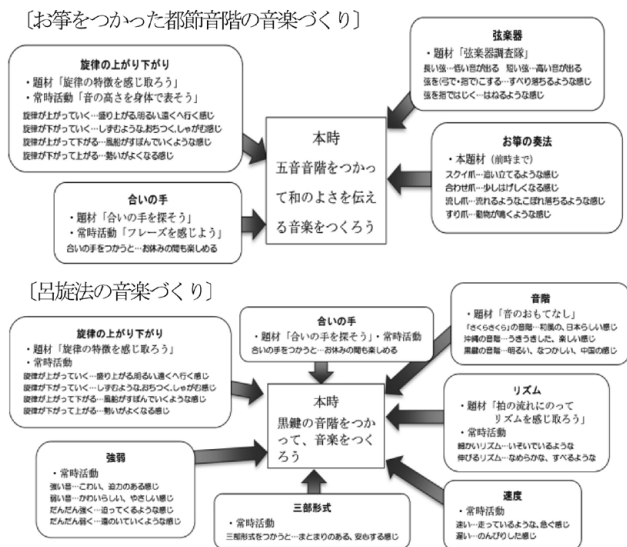 〔お箏をつかった都節音階の音楽づくり〕
旋律の上がり下がり
・題材「旋律の特徴を感じ取ろう」
・常時活動「音の高さを身体で表そう」
旋律が上がっていく…盛り上がる,明るい,遠くへ行く感じ
旋律が下がっていく…しずむような,おちつく,しゃがむ感じ
旋律が上がって下がる…風船がすぼんでいくような感じ
旋律が下がって上がる…勢いがよくなる感じ
合いの手
・題材「合いの手を探そう」
・常時活動「フレーズを感じよう」
合いの手をつかうと…お休みの間も楽しめる
本時
五音音階をつかっ
て和のよさを伝え
る音楽をつくろう
弦楽器
・題材「弦楽器調査隊」
長い弦…低い音が出る 短い弦…高い音が出る
弦を(弓で・指で)こする…すべり落ちるような感じ
弦を指ではじく…はねるような感じ
お箏の奏法
・本題材（前時まで）
スクイ爪…追い立てるような感じ
合わせ爪…少しはげしくなる感じ
流し爪…流れるような,こぼれ落ちるような感じ
すり爪…動物が鳴くような感じ
〔呂旋法の音楽づくり〕
旋律の上がり下がり
・題材「旋律の特徴を感じ取ろう」
・常時活動
旋律が上がっていく…盛り上がる,明るい,遠くへ行く感じ
旋律が下がっていく…しずむような,おちつく,しゃがむ感じ
旋律が上がって下がる…風船がすぼんでいくような感じ
旋律が下がって上がる…勢いがよくなる感じ
合いの手
・題材「合いの手を探そう」・常時活動
合いの手をつかうと…お休みの間も楽しめる
音階
・題材「音のおもてなし」
「さくらさくら」の音階…和風の、日本らしい感じ
沖縄の音階…うきうきした、楽しい感じ
黒鍵の音階…明るい、なつかしい、中国の感じ
本時
黒鍵の音階をつか
って、音楽をつく
ろう
リズム
・題材「拍の流れにのって
リズムを感じ取ろう」
・常時活動
細かいリズム…いそいでいるような
伸びるリズム…なめらかな、すべるような
強弱
・常時活動
強い音…こわい、迫力のある感じ
弱い音…かわいらしい、やさしい感じ
だんだん強く…迫ってくるような感じ
だんだん弱く…遠のいていくような感じ
三部形式
・常時活動
三部形式をつかうと…まとまりのある、安心する感じ
速度
・常時活動
速い…走っているような、急ぐ感じ
遅い…のんびりした感じ